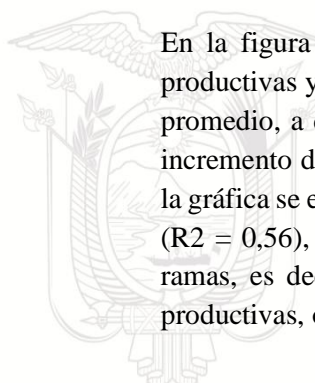 En la figura
productivas y
promedio, a
incremento d
la gráfica se e
(R2 = 0,56),
ramas, es de
productivas,